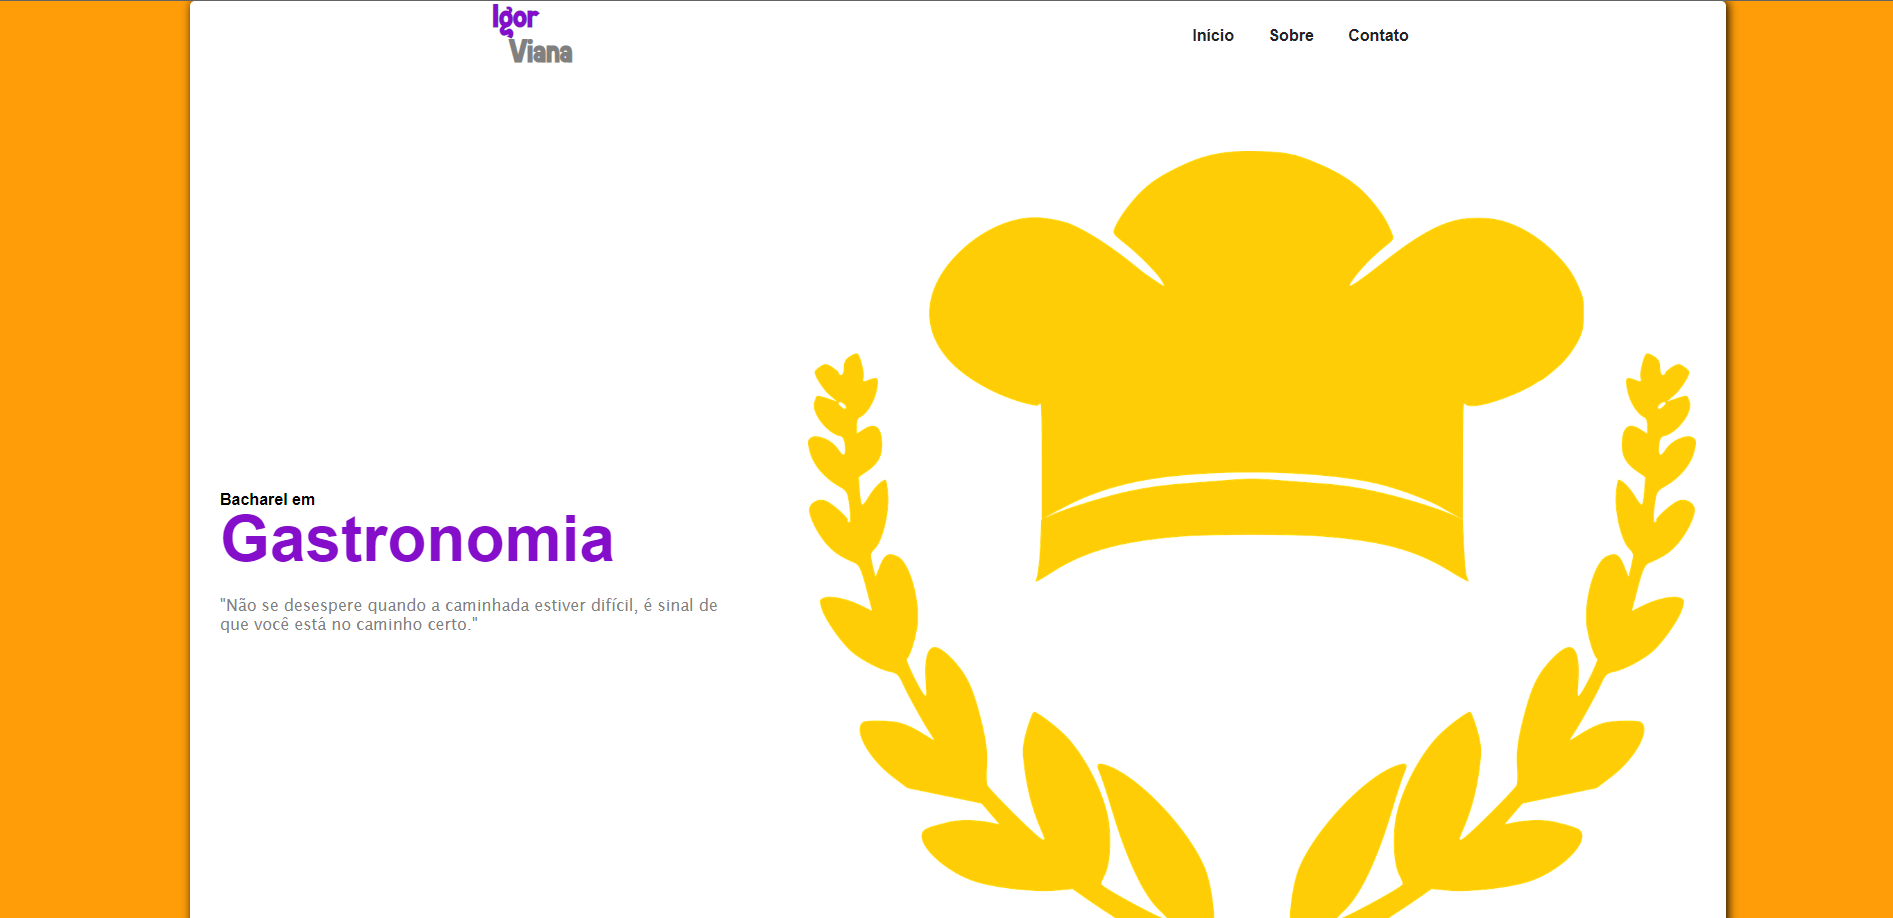 Igor
Viana
Início
Sobre
Contato
Bacharel em
Gastronomia
"Não se desespere quando a caminhada estiver difícil, é sinal de
que você está no caminho certo."